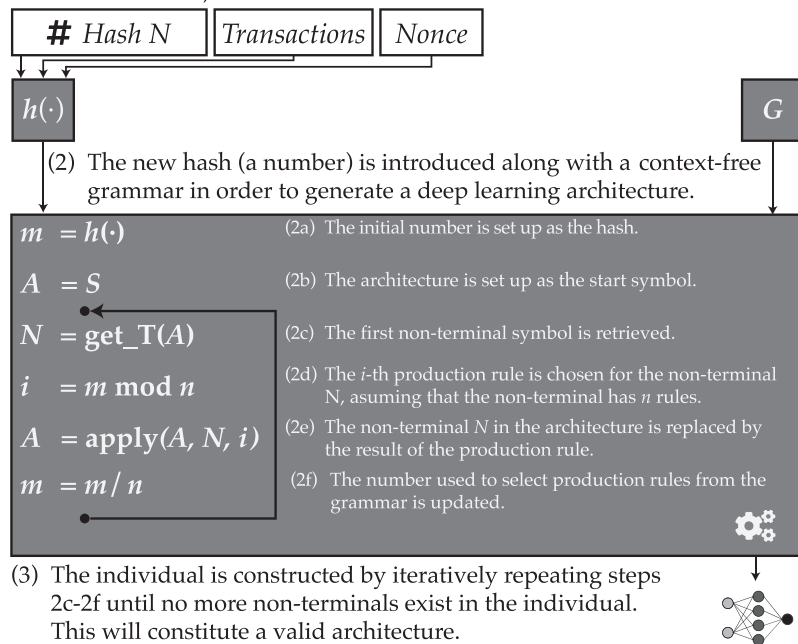 # Hash N Transactions Nonce
h(·) G
(2) The new hash (a number) is introduced along with a context-free
grammar in order to generate a deep learning architecture.
m = h(·) (2a) The initial number is set up as the hash.
A = S (2b) The architecture is set up as the start symbol.
N = get_T(A) (2c) The first non-terminal symbol is retrieved.
i = m mod n (2d) The i-th production rule is chosen for the non-terminal
N, asuming that the non-terminal has n rules.
A = apply(A, N, i) (2e) The non-terminal N in the architecture is replaced by
the result of the production rule.
m = m / n (2f) The number used to select production rules from the
grammar is updated.
(3) The individual is constructed by iteratively repeating steps
2c-2f until no more non-terminals exist in the individual.
This will constitute a valid architecture.